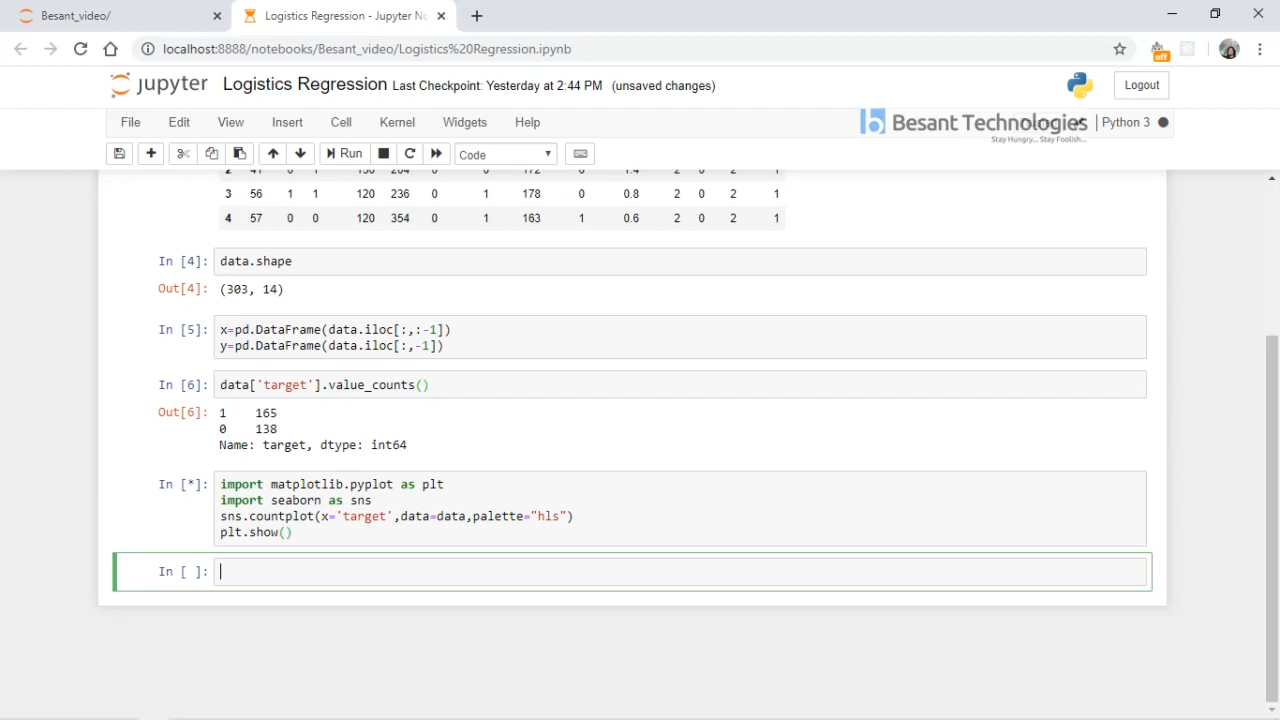 Besant_video/
Logistics Regression - Jupyter No
localhost:8888/notebooks/Besant_video/Logistics%20Regression.ipynb
off
jupyter Logistics Regression Last Checkpoint: Yesterday at 2:44 PM (unsaved changes)
Logout
File Edit View Insert Cell Kernel Widgets Help
Besant Technologies
Stay Hungry... Stay Foolish...
Python 3
Run
Code
3 56 1 1 120 236 0 1 178 0 0.8 2 0 2 1
4 57 0 0 120 354 0 1 163 1 0.6 2 0 2 1
In [4]: data.shape
Out[4]: (303, 14)
In [5]: x=pd.DataFrame(data.iloc[:,:-1])
y=pd.DataFrame(data.iloc[:,-1])
In [6]: data['target'].value_counts()
Out[6]: 1 165
0 138
Name: target, dtype: int64
In [*]: import matplotlib.pyplot as plt
import seaborn as sns
sns.countplot(x='target',data=data,palette="hls")
plt.show()
In [ ]: